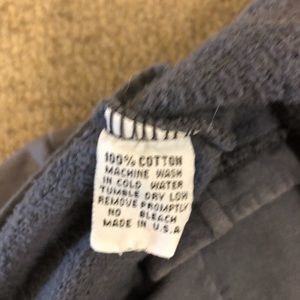 100% COTTON
MACHINE WASH
IN COLD WATER
TUMBLE DRY LOW
REMOVE PROMPTLY
NO BLEACH
MADE IN U.S.A